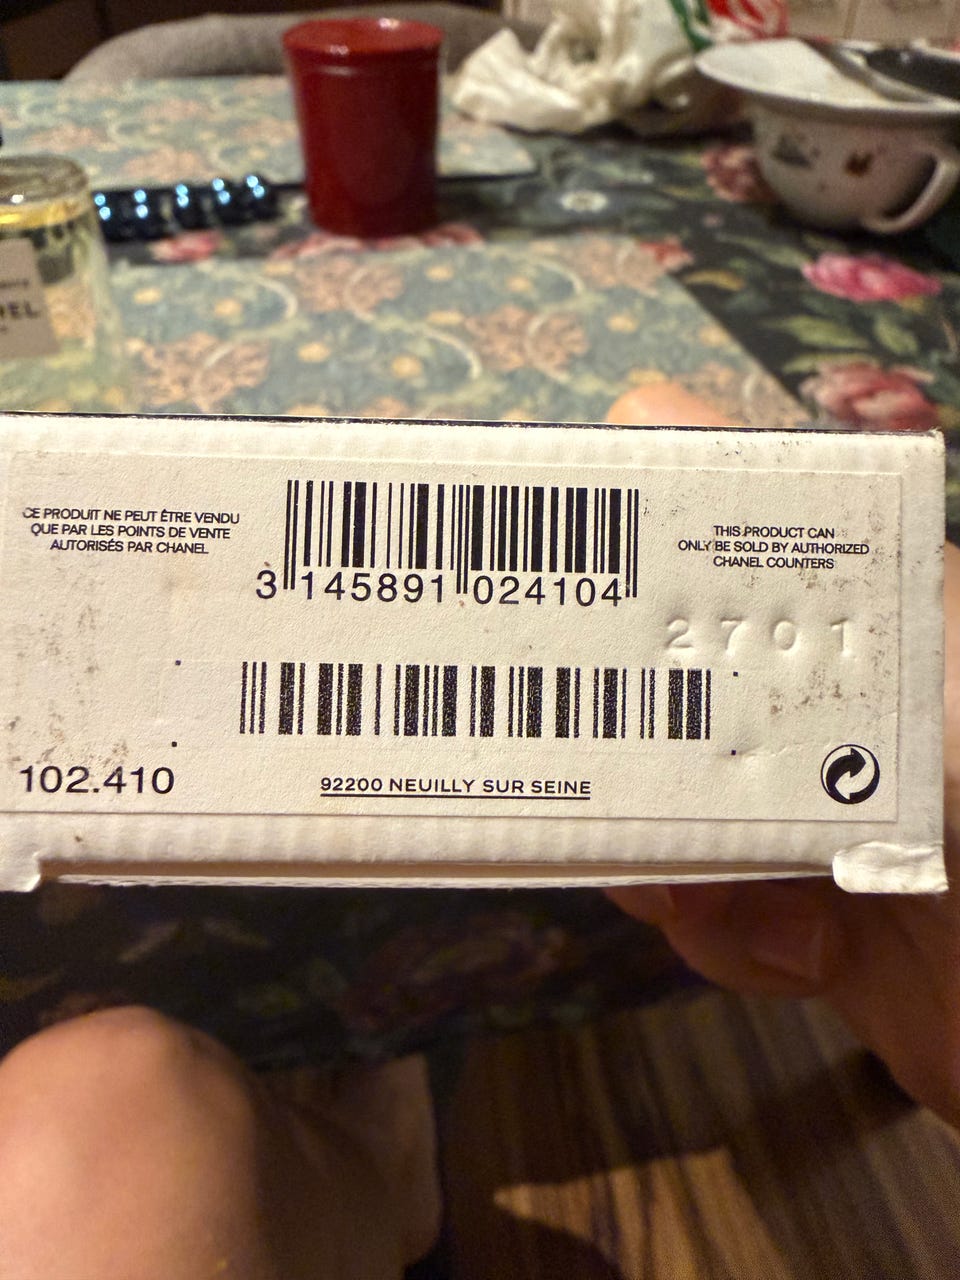 CE PRODUIT NE PEUT ÊTRE VENDU
QUE PAR LES POINTS DE VENTE
AUTORISÉS PAR CHANEL
3 145891 024104
THIS PRODUCT CAN
ONLY BE SOLD BY AUTHORIZED
CHANEL COUNTERS
2701
102.410
92200 NEUILLY SUR SEINE